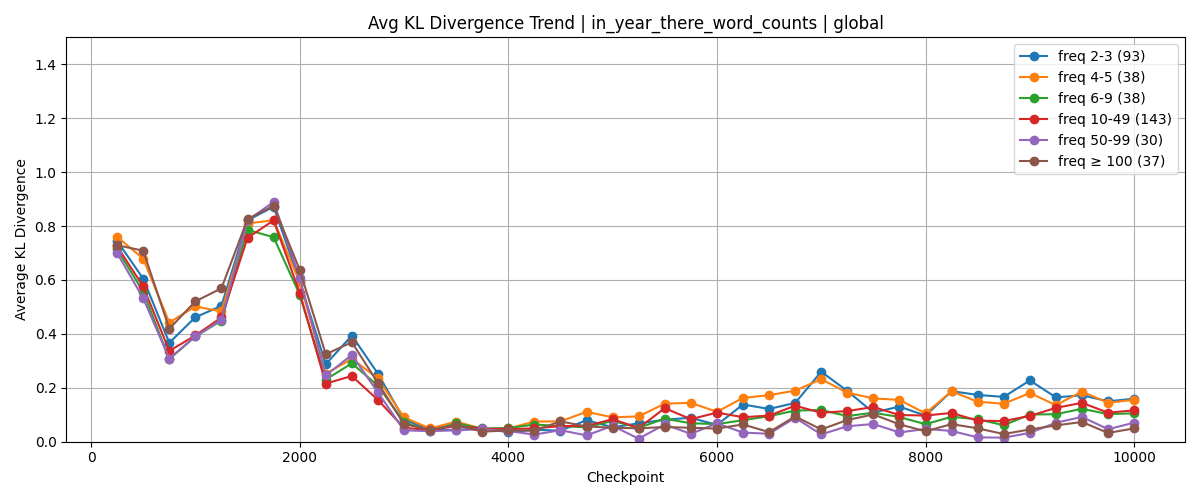 Avg KL Divergence Trend | in_year_there_word_counts | global
Average KL Divergence
1.4
1.2
1.0
0.8
0.6
0.4
0.2
0.0
freq 2-3 (93)
freq 4-5 (38)
freq 6-9 (38)
freq 10-49 (143)
freq 50-99 (30)
freq ≥ 100 (37)
0 2000 4000 6000 8000 10000
Checkpoint